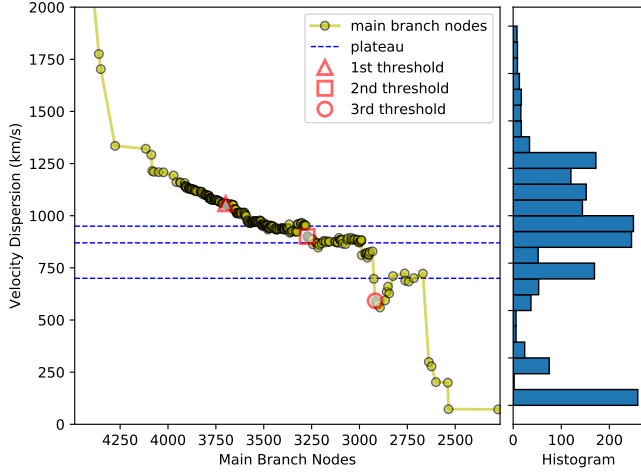 2000
1750
1500
1250
1000
750
500
250
0
Velocity Dispersion (km/s)
main branch nodes
plateau
1st threshold
2nd threshold
3rd threshold
4250 4000 3750 3500 3250 3000 2750 2500
Main Branch Nodes
0 100 200
Histogram